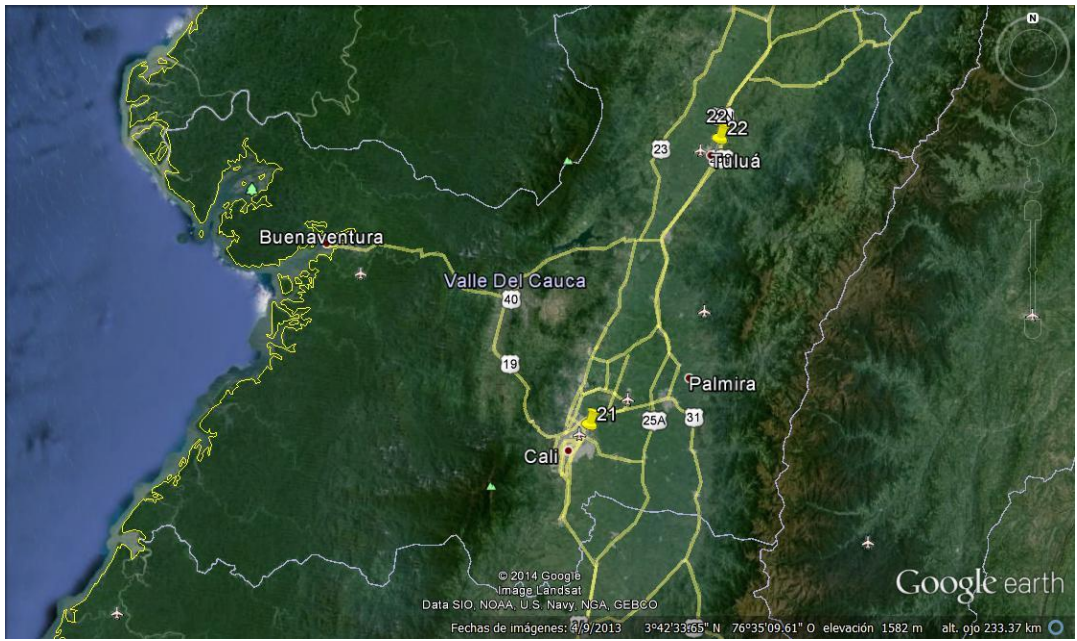 N
22
22
23
Tuluá
Buenaventura
Valle Del Cauca
40
19
Palmira
21
25A
31
Cali
© 2014 Google
Image Landsat
Data SIO, NOAA, U.S. Navy, NGA, GEBCO
Google earth
Fechas de imágenes: 4/9/2013 3°42'33.65" N 76°35'09.61" O elevación 1582 m alt. ojo 233.37 km